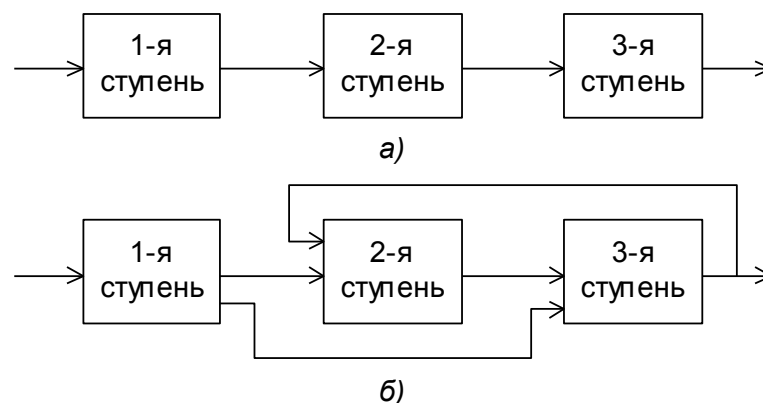 1-я
ступень
2-я
ступень
3-я
ступень
а)
1-я
ступень
2-я
ступень
3-я
ступень
б)